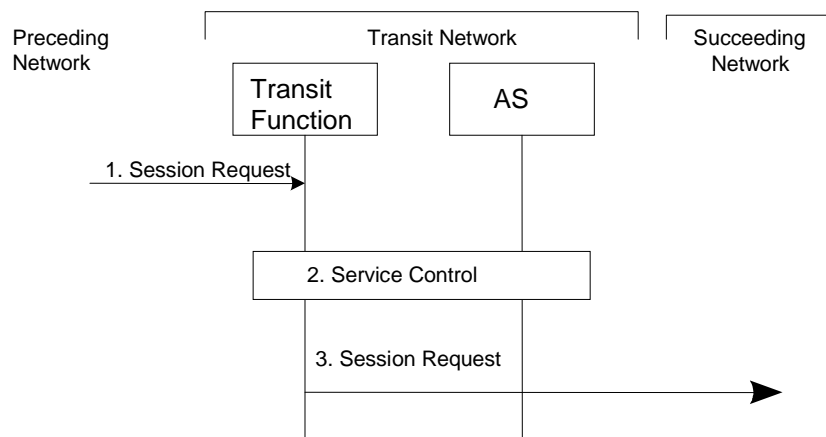 Preceding
Network
Transit Network
Succeeding
Network
Transit
Function
AS
1. Session Request
2. Service Control
3. Session Request